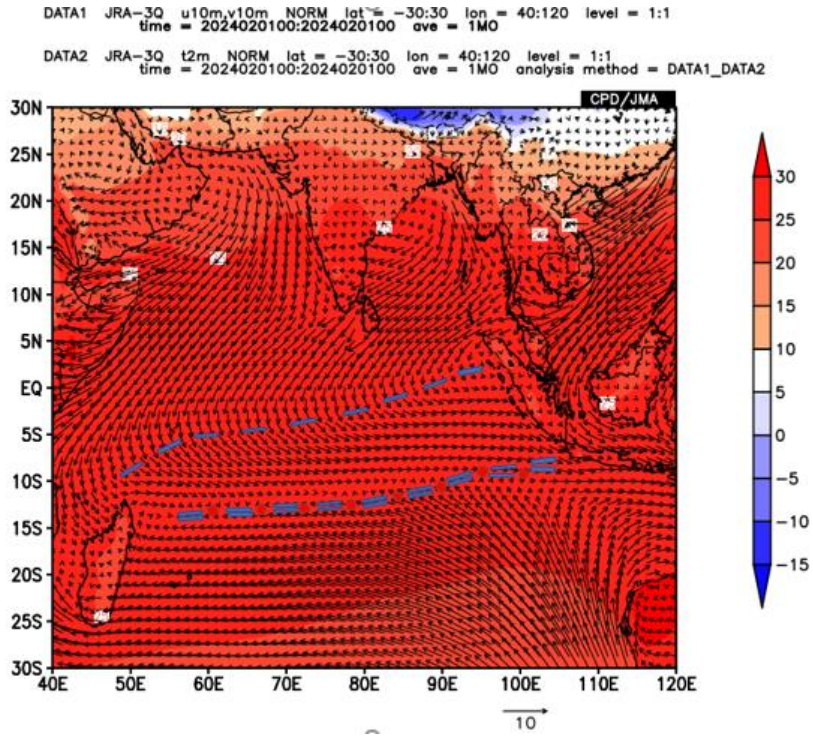 DATA1 JRA-3Q u10m,v10m NORM lat = -30:30 lon = 40:120 level = 1:1
time = 2024020100:2024020100 ave = 1MO
DATA2 JRA-3Q t2m NORM lat = -30:30 lon = 40:120 level = 1:1
time = 2024020100:2024020100 ave = 1MO analysis method = DATA1_DATA2
CPD/JMA
30N
25N
20N
15N
10N
5N
EQ
5S
10S
15S
20S
25S
30S
40E
50E
60E
70E
80E
90E
100E
110E
120E
30
25
20
15
10
5
0
-5
-10
-15
10